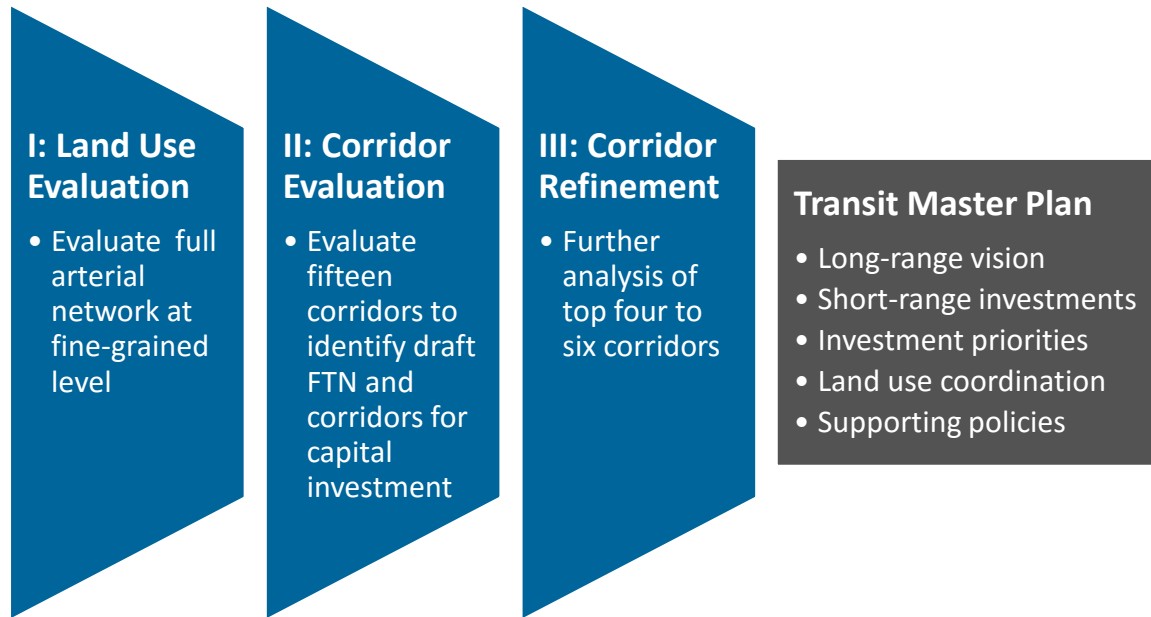 I: Land Use
Evaluation
• Evaluate full
arterial
network at
fine-grained
level
II: Corridor
Evaluation
• Evaluate
fifteen
corridors to
identify draft
FTN and
corridors for
capital
investment
III: Corridor
Refinement
• Further
analysis of
top four to
six corridors
Transit Master Plan
• Long-range vision
• Short-range investments
• Investment priorities
• Land use coordination
• Supporting policies